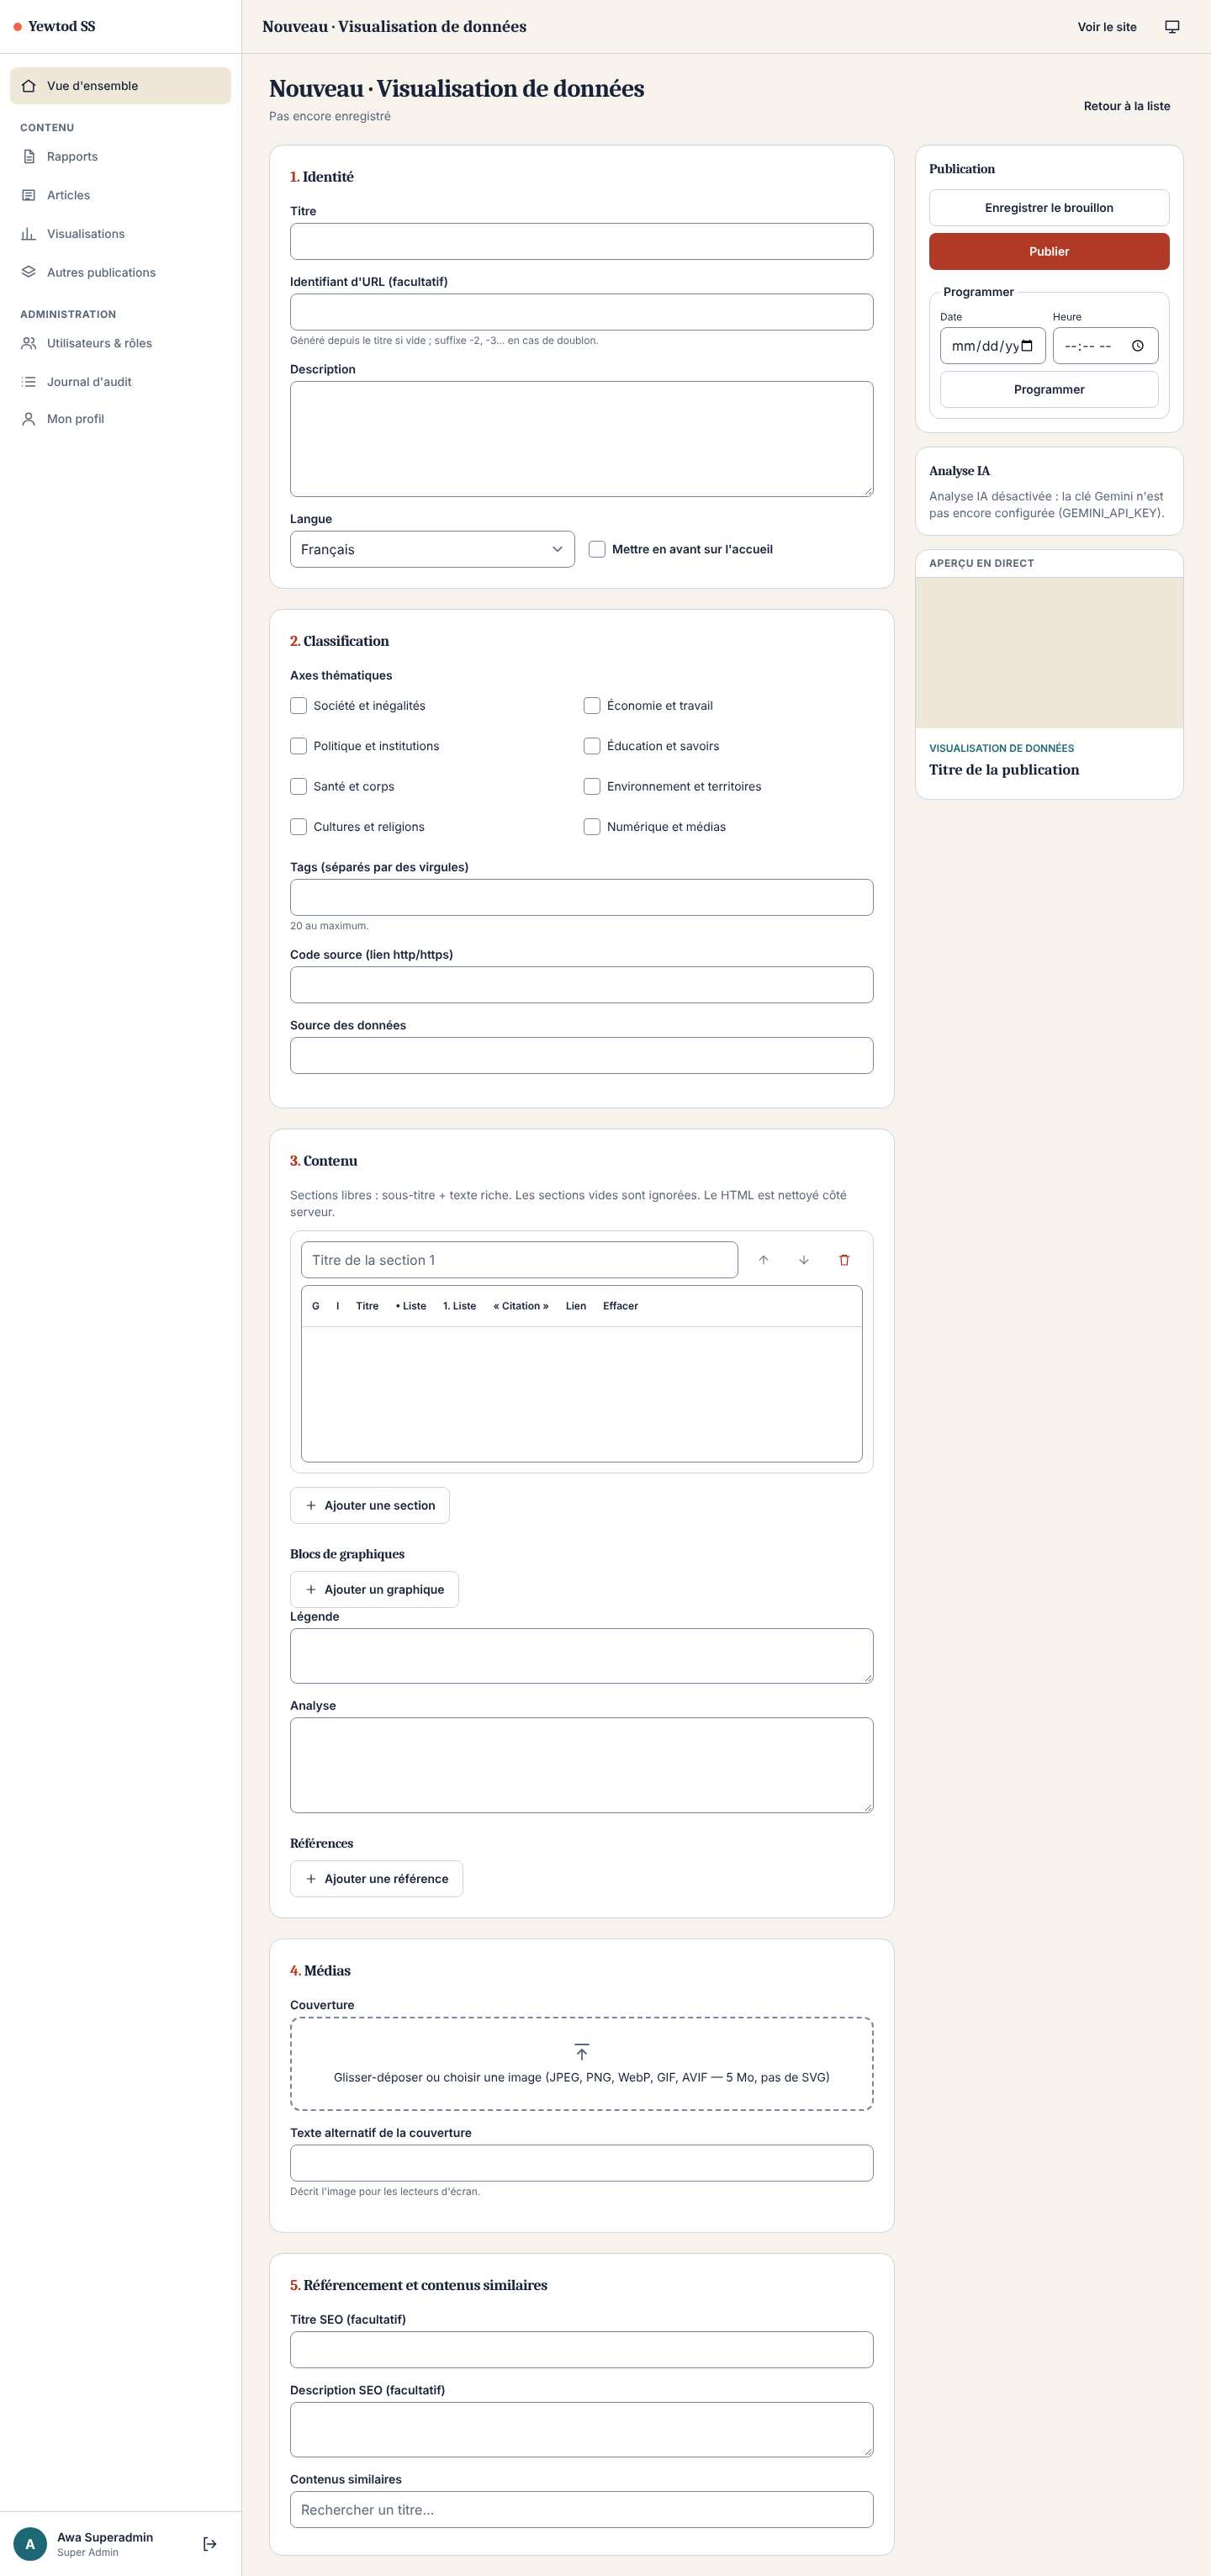 Yewtod SS
Vue d'ensemble
CONTENU
Rapports
Articles
Visualisations
Autres publications
ADMINISTRATION
Utilisateurs & rôles
Journal d'audit
Mon profil
A
Awa Superadmin
Super Admin
Nouveau · Visualisation de données
Voir le site
Nouveau · Visualisation de données
Pas encore enregistré
Retour à la liste
1. Identité
Titre
Identifiant d'URL (facultatif)
Généré depuis le titre si vide ; suffixe -2, -3… en cas de doublon.
Description
Langue
Français
Mettre en avant sur l'accueil
2. Classification
Axes thématiques
Société et inégalités
Économie et travail
Politique et institutions
Éducation et savoirs
Santé et corps
Environnement et territoires
Cultures et religions
Numérique et médias
Tags (séparés par des virgules)
20 au maximum.
Code source (lien http/https)
Source des données
3. Contenu
Sections libres : sous-titre + texte riche. Les sections vides sont ignorées. Le HTML est nettoyé côté
serveur.
Titre de la section 1
G I Titre • Liste 1. Liste « Citation » Lien Effacer
Ajouter une section
Blocs de graphiques
Ajouter un graphique
Légende
Analyse
Références
Ajouter une référence
4. Médias
Couverture
Glisser-déposer ou choisir une image (JPEG, PNG, WebP, GIF, AVIF — 5 Mo, pas de SVG)
Texte alternatif de la couverture
Décrit l'image pour les lecteurs d'écran.
5. Référencement et contenus similaires
Titre SEO (facultatif)
Description SEO (facultatif)
Contenus similaires
Rechercher un titre…
Publication
Enregistrer le brouillon
Publier
Programmer
Date
Heure
mm/dd/yy
--:-- --
Programmer
Analyse IA
Analyse IA désactivée : la clé Gemini n'est
pas encore configurée (GEMINI_API_KEY).
APERÇU EN DIRECT
VISUALISATION DE DONNÉES
Titre de la publication